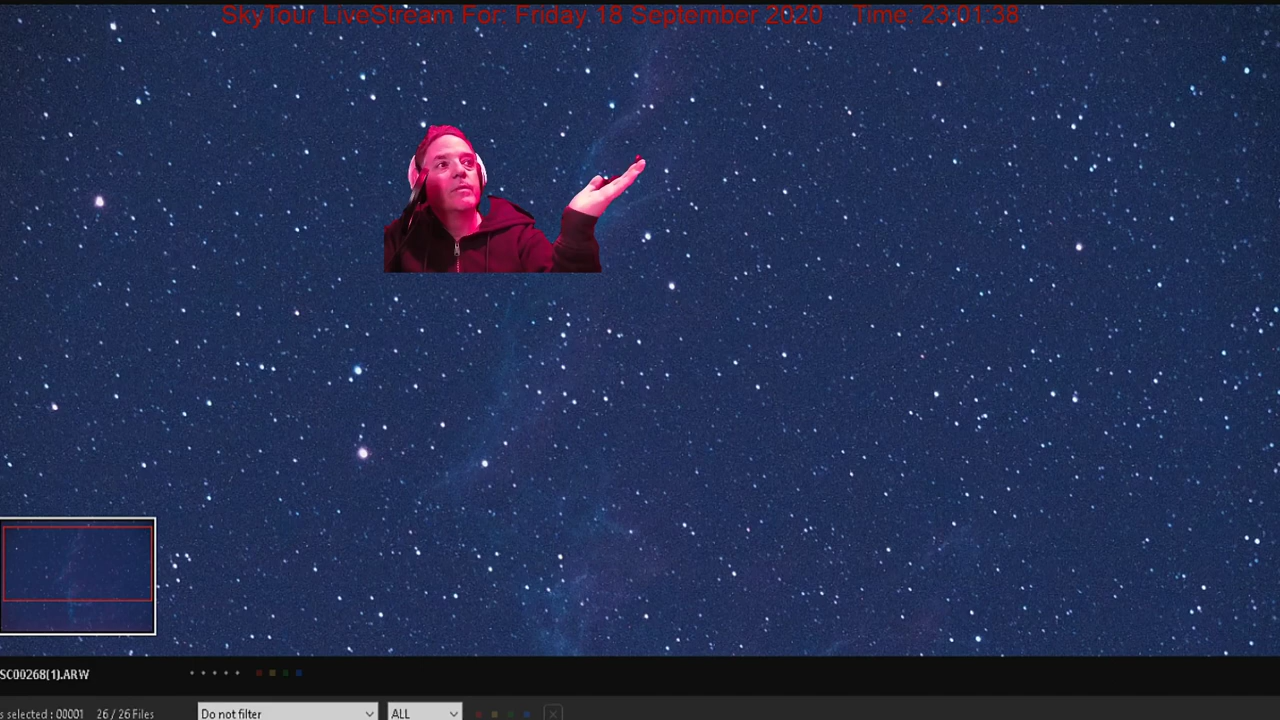 SkyTour LiveStream For: Friday 18 September 2020 Time: 23:01:38
SC00268(1).ARW
s selected : 00001 26 / 26 Files Do not filter ALL